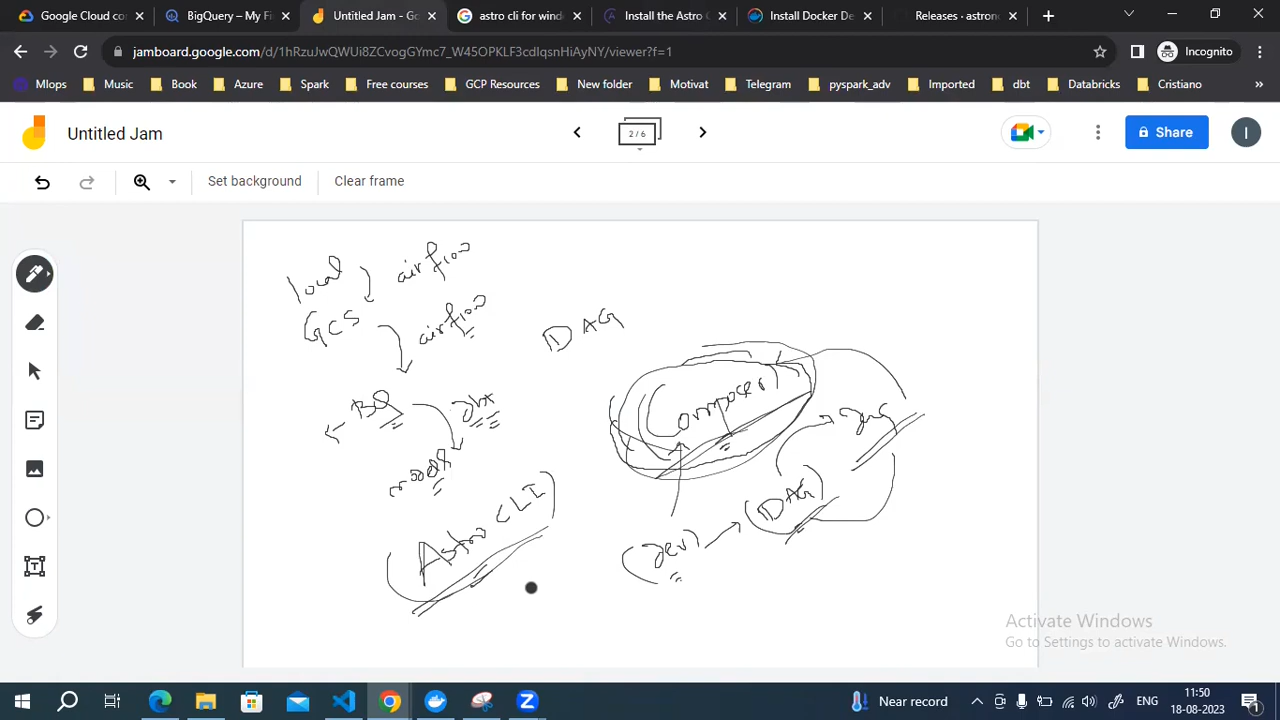 Google Cloud co
BigQuery - My Fi
Untitled Jam - Go
astro cli for wind
Install the Astro C
Install Docker De
Releases · astron
jamboard.google.com/d/1hRzuJwQWUi8ZCvogGYmc7_W45OPKLF3cdIqsnHiAyNY/viewer?f=1
Incognito
Mlops
Music
Book
Azure
Spark
Free courses
GCP Resources
New folder
Motivat
Telegram
pyspark_adv
Imported
dbt
Databricks
Cristiano
»
Untitled Jam
2/6
Share
I
Set background
Clear frame
local
airflow
GCS
airflow
DAG
BQ
dbt
models
Composer
Astro CLI
DAG
(dev)
Activate Windows
Go to Settings to activate Windows.
Near record
ENG
11:50
18-08-2023